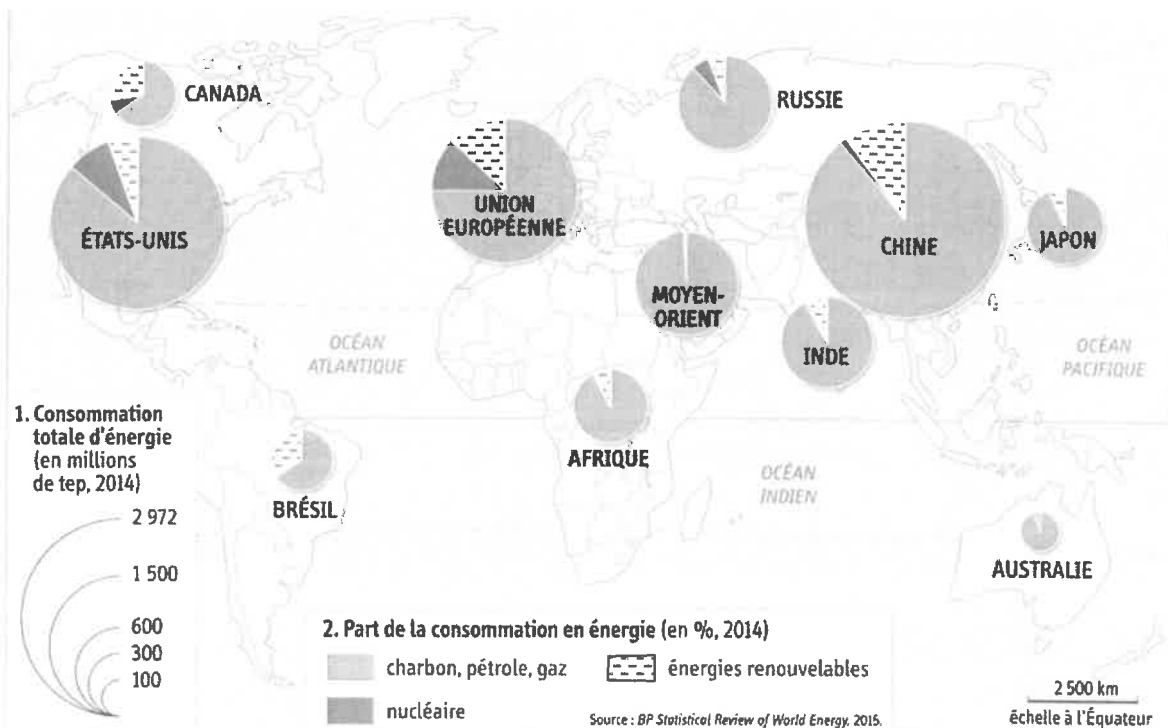 CANADA
RUSSIE
ÉTATS-UNIS
UNION
EUROPÉENNE
CHINE
JAPON
MOYEN-
ORIENT
INDE
OCÉAN
ATLANTIQUE
OCÉAN
PACIFIQUE
AFRIQUE
OCÉAN
INDIEN
BRÉSIL
AUSTRALIE
1. Consommation
totale d'énergie
(en millions
de tep, 2014)
2 972
1 500
600
300
100
2. Part de la consommation en énergie (en %, 2014)
charbon, pétrole, gaz
énergies renouvelables
nucléaire
Source : BP Statistical Review of World Energy, 2015.
2 500 km
échelle à l'Équateur